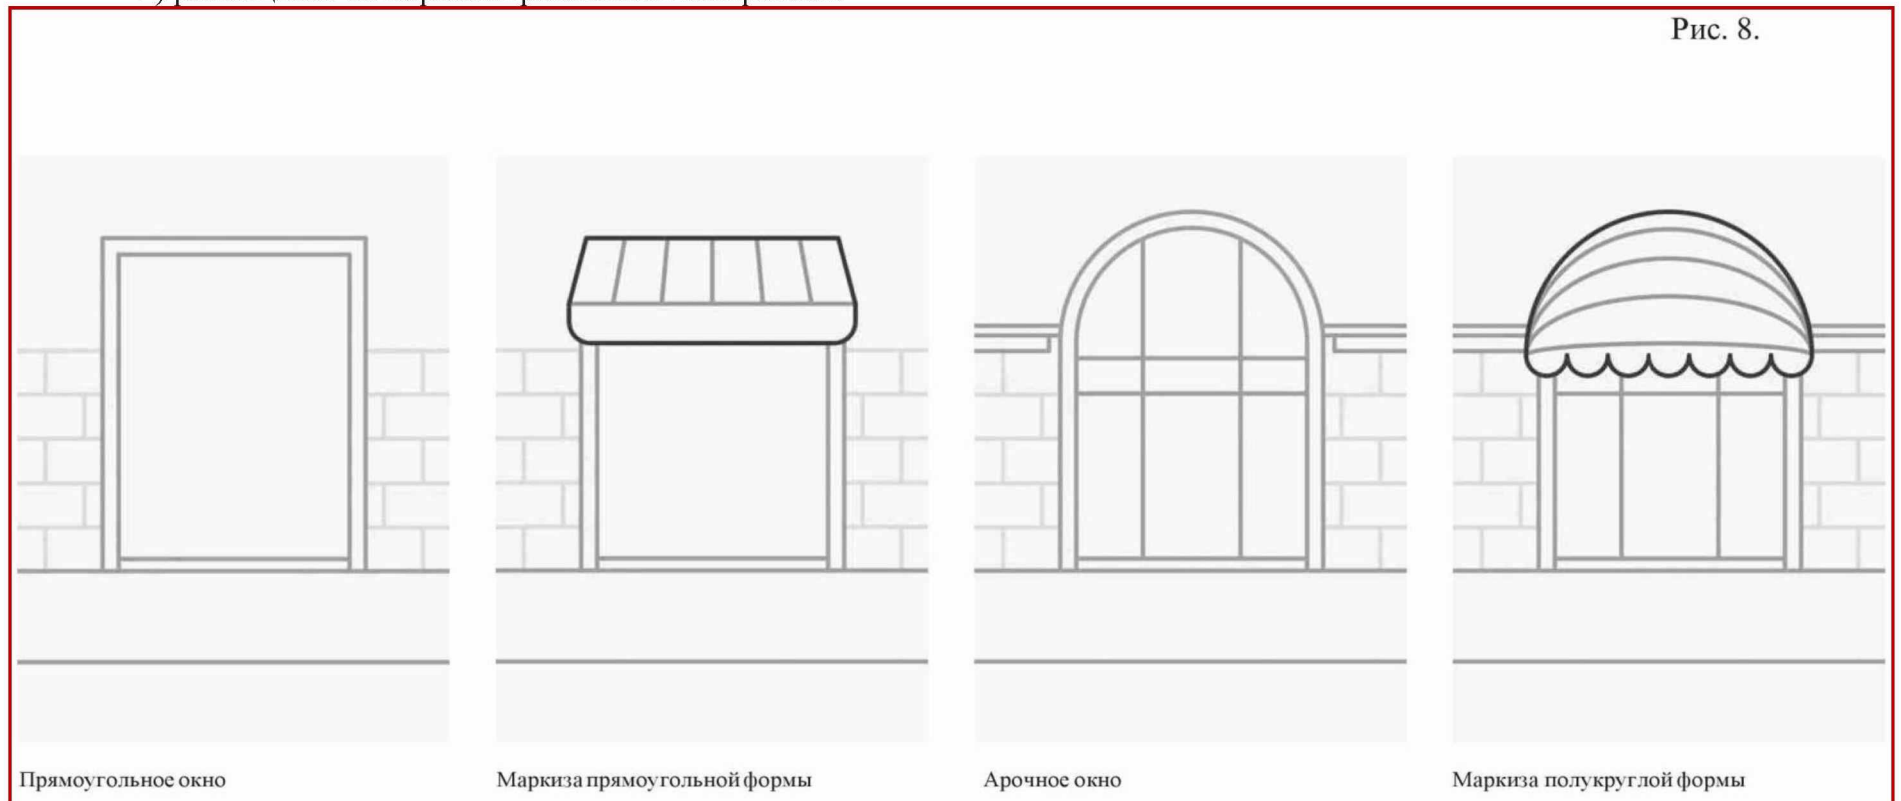 Рис. 8.
Прямоугольное окно
Маркиза прямоугольной формы
Арочное окно
Маркиза полукруглой формы